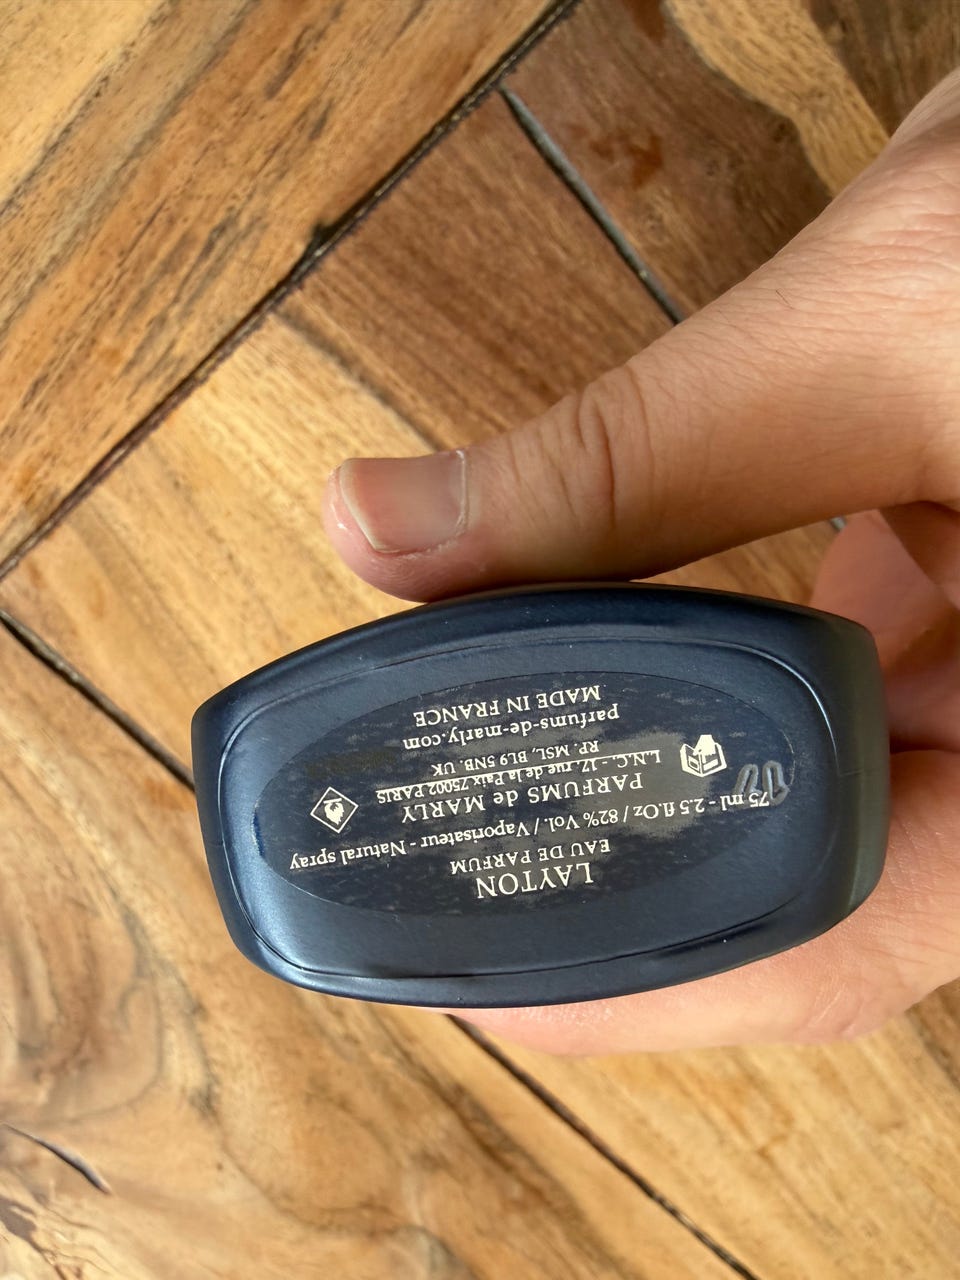 LAYTON
EAU DE PARFUM
75 ml - 2.5 fl.Oz / 82% Vol. / Vaporisateur - Natural spray
PARFUMS de MARLY
L.N.C. - 17, rue de la Paix 75002 PARIS
RP. MSL, BL9 5NB. UK
parfums-de-marly.com
MADE IN FRANCE